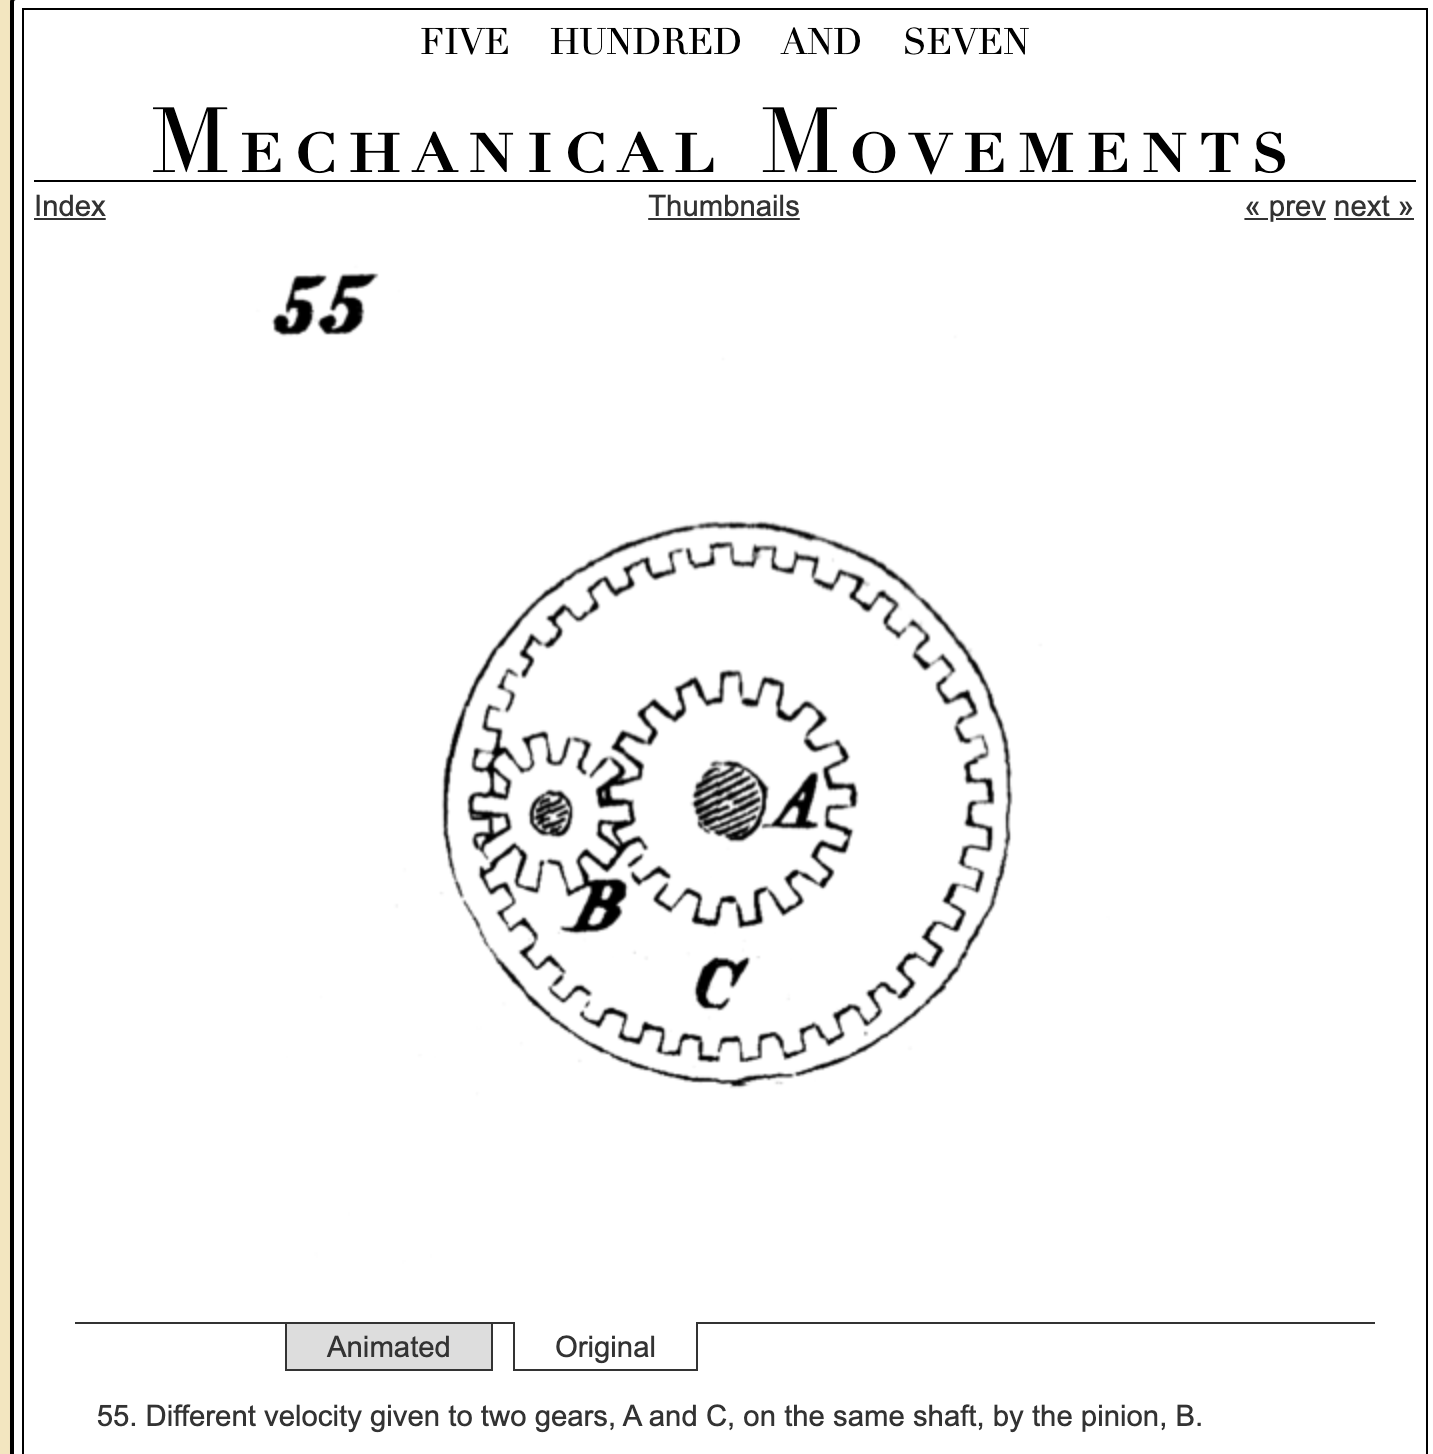 FIVE HUNDRED AND SEVEN
MECHANICAL MOVEMENTS
Index Thumbnails « prev next »
55
A
B
C
Animated Original
55. Different velocity given to two gears, A and C, on the same shaft, by the pinion, B.